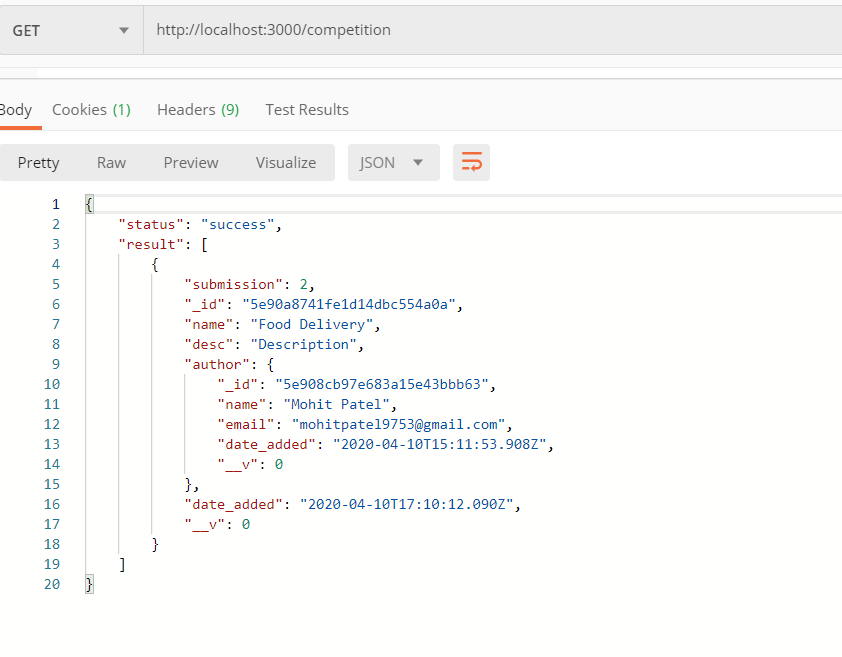 GET http://localhost:3000/competition
Body Cookies (1) Headers (9) Test Results
Pretty Raw Preview Visualize JSON
1 {
2 "status": "success",
3 "result": [
4 {
5 "submission": 2,
6 "_id": "5e90a8741fe1d14dbc554a0a",
7 "name": "Food Delivery",
8 "desc": "Description",
9 "author": {
10 "_id": "5e908cb97e683a15e43bbb63",
11 "name": "Mohit Patel",
12 "email": "mohitpatel9753@gmail.com",
13 "date_added": "2020-04-10T15:11:53.908Z",
14 "__v": 0
15 },
16 "date_added": "2020-04-10T17:10:12.090Z",
17 "__v": 0
18 }
19 ]
20 }